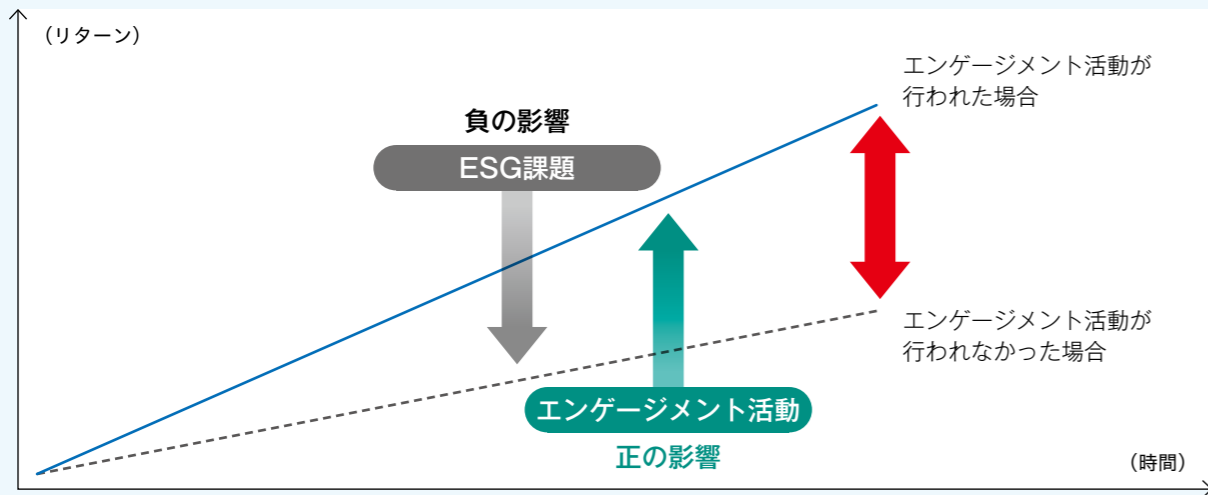 （リターン）
エンゲージメント活動が
行われた場合
負の影響
ESG課題
エンゲージメント活動が
行われなかった場合
エンゲージメント活動
正の影響
（時間）